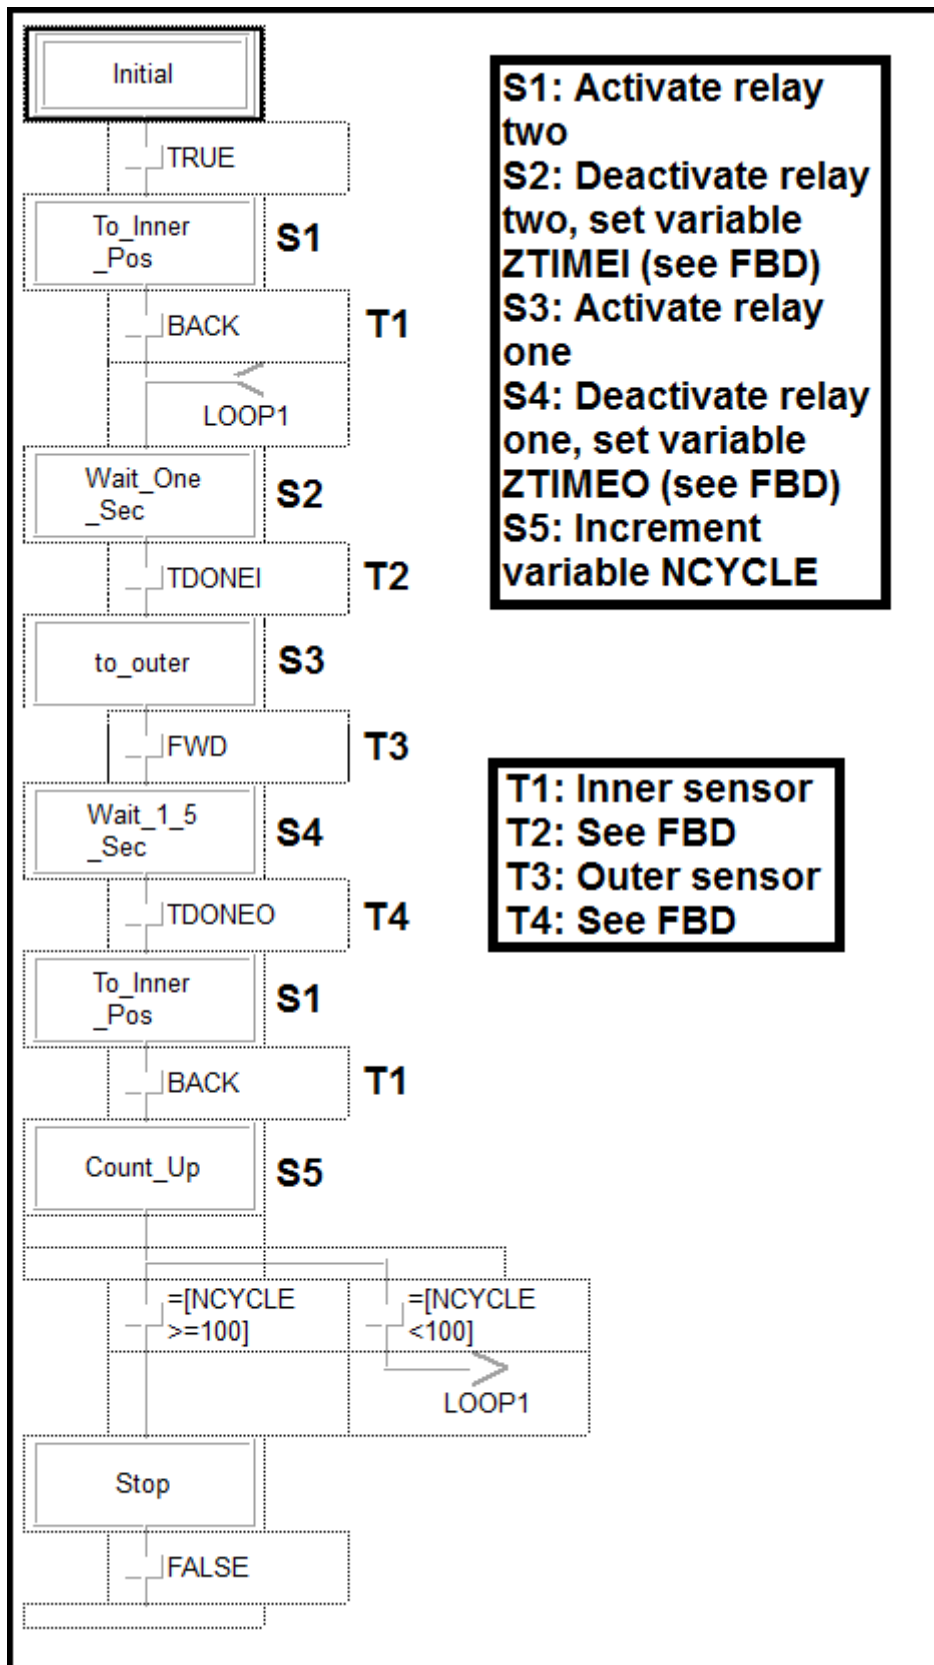 Initial
TRUE
To_Inner
_Pos
S1
BACK
T1
LOOP1
Wait_One
_Sec
S2
TDONEI
T2
to_outer
S3
FWD
T3
Wait_1_5
_Sec
S4
TDONEO
T4
To_Inner
_Pos
S1
BACK
T1
Count_Up
S5
=[NCYCLE
>=100]
=[NCYCLE
<100]
LOOP1
Stop
FALSE
S1: Activate relay
two
S2: Deactivate relay
two, set variable
ZTIMEI (see FBD)
S3: Activate relay
one
S4: Deactivate relay
one, set variable
ZTIMEO (see FBD)
S5: Increment
variable NCYCLE
T1: Inner sensor
T2: See FBD
T3: Outer sensor
T4: See FBD